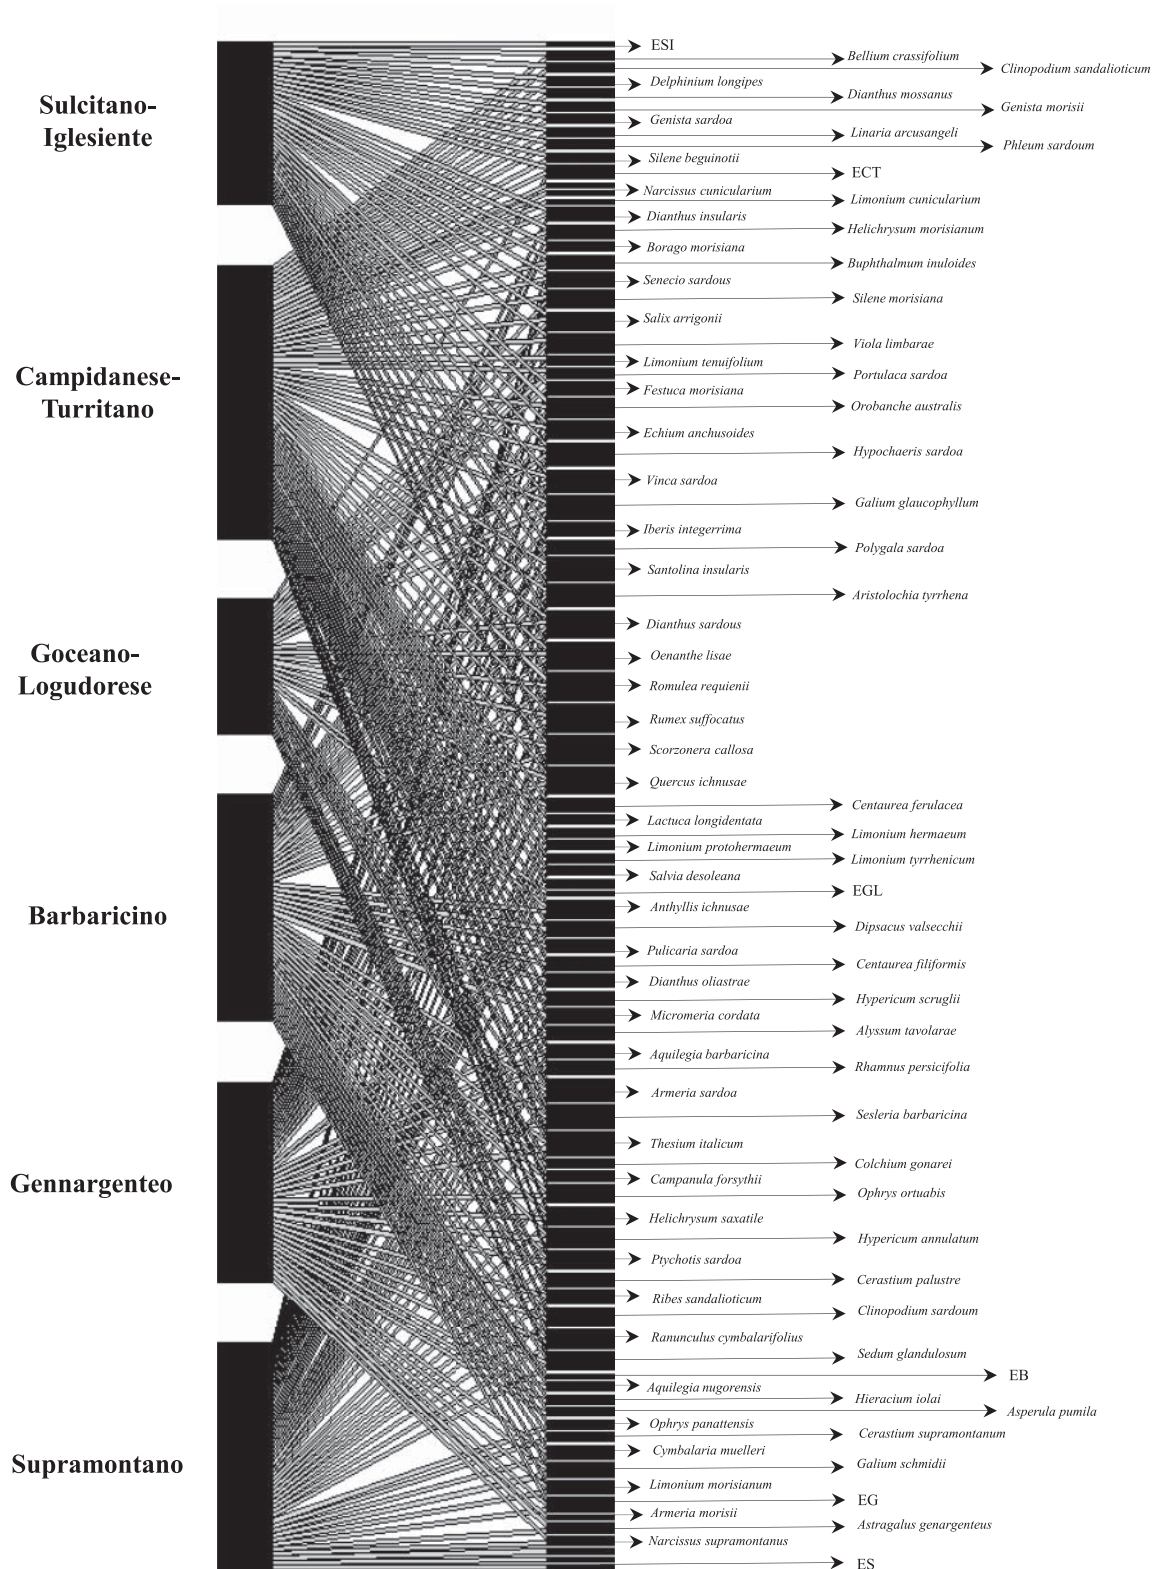 Sulcitano-
Iglesiente
Campidanese-
Turritano
Goceano-
Logudorese
Barbaricino
Gennargenteo
Supramontano
ESI
Bellium crassifolium
Clinopodium sandalioticum
Delphinium longipes
Dianthus mossanus
Genista morisii
Genista sardoa
Linaria arcusangeli
Phleum sardoum
Silene beguinotii
ECT
Narcissus cunicularium
Limonium cunicularium
Dianthus insularis
Helichrysum morisianum
Borago morisiana
Buphthalmum inuloides
Senecio sardous
Silene morisiana
Salix arrigonii
Viola limbarae
Limonium tenuifolium
Portulaca sardoa
Festuca morisiana
Orobanche australis
Echium anchusoides
Hypochaeris sardoa
Vinca sardoa
Galium glaucophyllum
Iberis integerrima
Polygala sardoa
Santolina insularis
Aristolochia tyrrhena
Dianthus sardous
Oenanthe lisae
Romulea requienii
Rumex suffocatus
Scorzonera callosa
Quercus ichnusae
Centaurea ferulacea
Lactuca longidentata
Limonium hermaeum
Limonium protohermaeum
Limonium tyrrhenicum
Salvia desoleana
EGL
Anthyllis ichnusae
Dipsacus valsecchii
Pulicaria sardoa
Centaurea filiformis
Dianthus oliastrae
Hypericum scruglii
Micromeria cordata
Alyssum tavolarae
Aquilegia barbaricina
Rhamnus persicifolia
Armeria sardoa
Sesleria barbaricina
Thesium italicum
Colchium gonarei
Campanula forsythii
Ophrys ortuabis
Helichrysum saxatile
Hypericum annulatum
Ptychotis sardoa
Cerastium palustre
Ribes sandalioticum
Clinopodium sardoum
Ranunculus cymbalarifolius
Sedum glandulosum
EB
Aquilegia nugorensis
Hieracium iolai
Asperula pumila
Ophrys panattensis
Cerastium supramontanum
Cymbalaria muelleri
Galium schmidii
Limonium morisianum
EG
Armeria morisii
Astragalus genargenteus
Narcissus supramontanus
ES